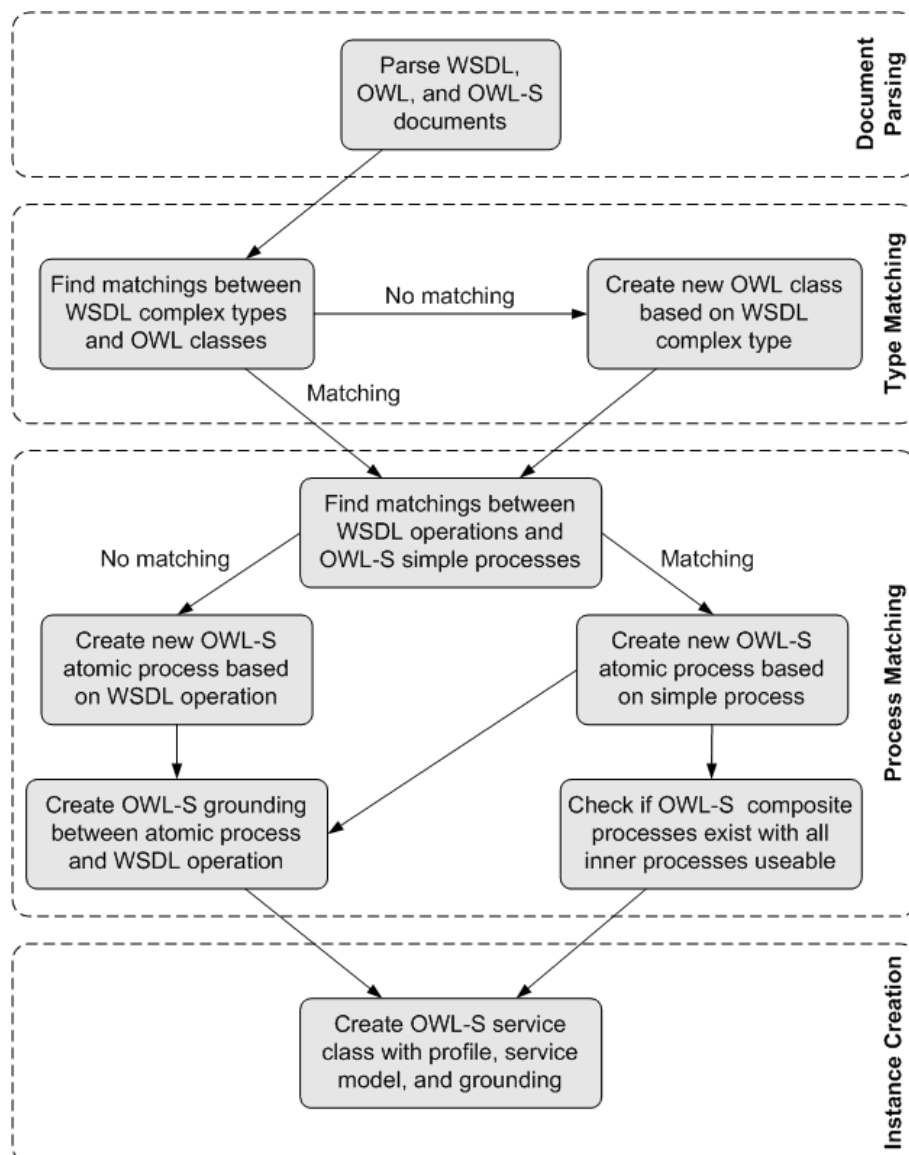 Parse WSDL,
OWL, and OWL-S
documents
Document
Parsing
Find matchings between
WSDL complex types
and OWL classes
No matching
Create new OWL class
based on WSDL
complex type
Matching
Type Matching
Find matchings between
WSDL operations and
OWL-S simple processes
No matching
Matching
Create new OWL-S
atomic process based
on WSDL operation
Create new OWL-S
atomic process based
on simple process
Create OWL-S grounding
between atomic process
and WSDL operation
Check if OWL-S composite
processes exist with all
inner processes useable
Process Matching
Create OWL-S service
class with profile, service
model, and grounding
Instance Creation